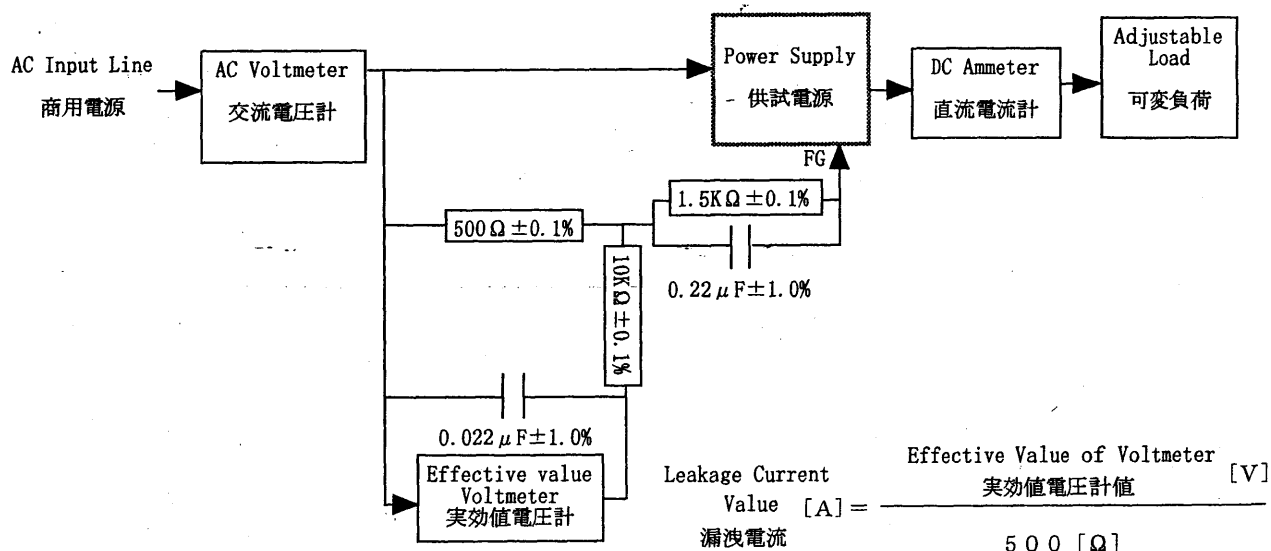 AC Input Line
商用電源
AC Voltmeter
交流電圧計
Power Supply
供試電源
FG
DC Ammeter
直流電流計
Adjustable
Load
可変負荷
500Ω±0.1%
1.5KΩ±0.1%
0.22μF±1.0%
10KΩ±0.1%
0.022μF±1.0%
Effective value
Voltmeter
実効値電圧計
Leakage Current
Value [A]=
漏洩電流
Effective Value of Voltmeter
実効値電圧計値 [V]
500[Ω]